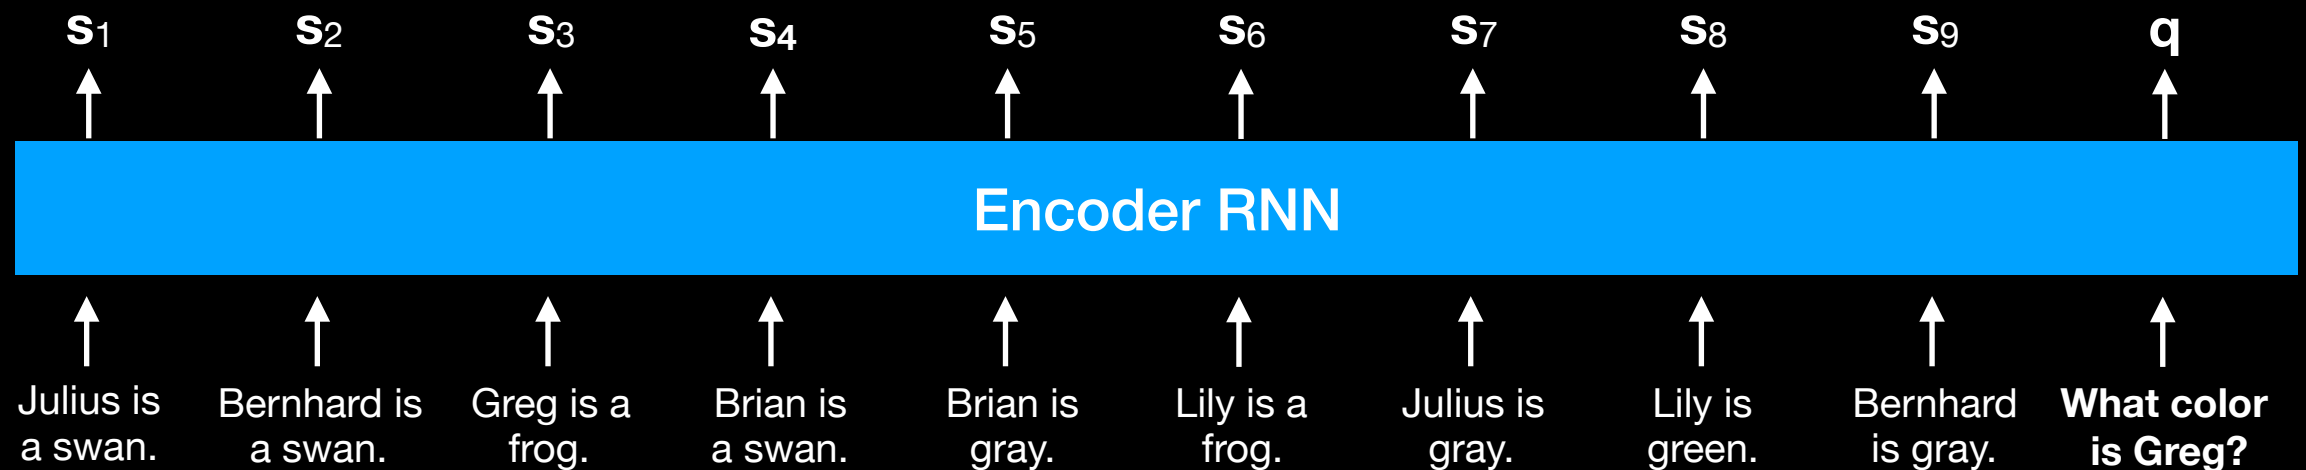 s1 s2 s3 s4 s5 s6 s7 s8 s9 q
Encoder RNN
Julius is
a swan.
Bernhard is
a swan.
Greg is a
frog.
Brian is
a swan.
Brian is
gray.
Lily is a
frog.
Julius is
gray.
Lily is
green.
Bernhard
is gray.
What color
is Greg?